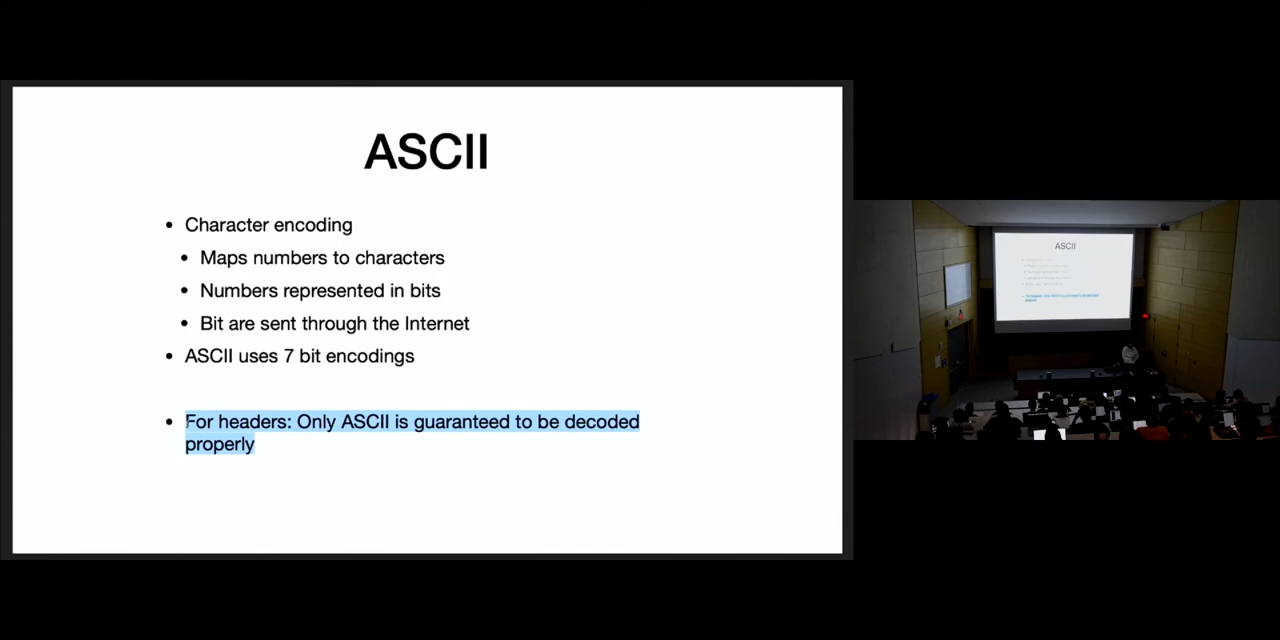 ASCII
• Character encoding
• Maps numbers to characters
• Numbers represented in bits
• Bit are sent through the Internet
• ASCII uses 7 bit encodings
• For headers: Only ASCII is guaranteed to be decoded
properly
ASCII